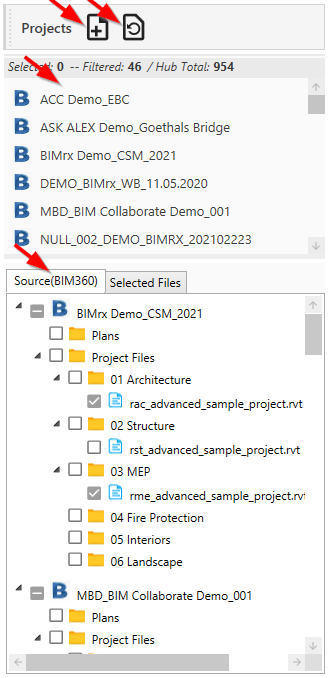 Projects
Selected: 0 -- Filtered: 46 / Hub Total: 954
B ACC Demo_EBC
B ASK ALEX Demo_Goethals Bridge
B BIMrx Demo_CSM_2021
B DEMO_BIMrx_WB_11.05.2020
B MBD_BIM Collaborate Demo_001
B NULL_002_DEMO_BIMRX_202102223
Source(BIM360) Selected Files
B BIMrx Demo_CSM_2021
Plans
Project Files
01 Architecture
rac_advanced_sample_project.rvt
02 Structure
rst_advanced_sample_project.rvt
03 MEP
rme_advanced_sample_project.rvt
04 Fire Protection
05 Interiors
06 Landscape
B MBD_BIM Collaborate Demo_001
Plans
Project Files